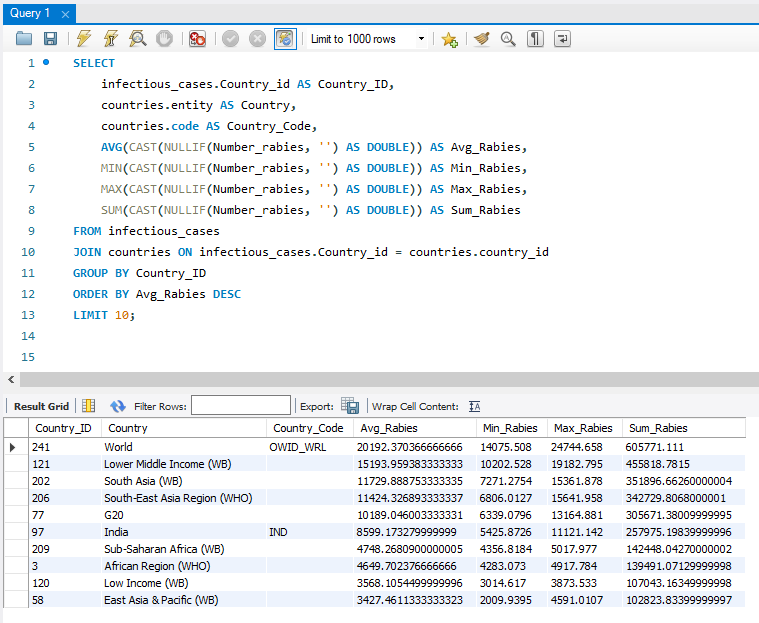 Query 1
Limit to 1000 rows
1 SELECT
2 infectious_cases.Country_id AS Country_ID,
3 countries.entity AS Country,
4 countries.code AS Country_Code,
5 AVG(CAST(NULLIF(Number_rabies, '') AS DOUBLE)) AS Avg_Rabies,
6 MIN(CAST(NULLIF(Number_rabies, '') AS DOUBLE)) AS Min_Rabies,
7 MAX(CAST(NULLIF(Number_rabies, '') AS DOUBLE)) AS Max_Rabies,
8 SUM(CAST(NULLIF(Number_rabies, '') AS DOUBLE)) AS Sum_Rabies
9 FROM infectious_cases
10 JOIN countries ON infectious_cases.Country_id = countries.country_id
11 GROUP BY Country_ID
12 ORDER BY Avg_Rabies DESC
13 LIMIT 10;
14
15
Result Grid Filter Rows: Export: Wrap Cell Content: IA
Country_ID Country Country_Code Avg_Rabies Min_Rabies Max_Rabies Sum_Rabies
241 World OWID_WRL 20192.370366666666 14075.508 24744.658 605771.111
121 Lower Middle Income (WB) 15193.959383333333 10202.528 19182.795 455818.7815
202 South Asia (WB) 11729.888753333335 7271.2754 15361.878 351896.66260000004
206 South-East Asia Region (WHO) 11424.326893333337 6806.0127 15641.958 342729.8068000001
77 G20 10189.046003333331 6339.0796 13164.881 305671.38009999995
97 India IND 8599.173279999999 5425.8726 11121.142 257975.19839999996
209 Sub-Saharan Africa (WB) 4748.2680900000005 4356.8184 5017.977 142448.04270000002
3 African Region (WHO) 4649.702376666666 4283.073 4917.784 139491.07129999998
120 Low Income (WB) 3568.1054499999996 3014.617 3873.533 107043.16349999998
58 East Asia & Pacific (WB) 3427.4611333333323 2009.9395 4591.0107 102823.83399999997